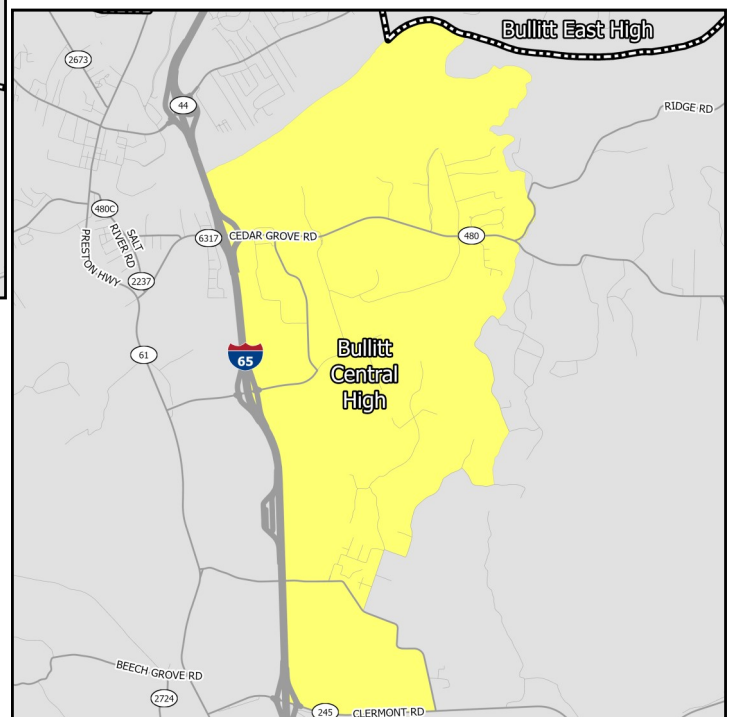 Bullitt East High
2673
44
RIDGE RD
480C
SALT
RIVER RD
PRESTON HWY
6317
CEDAR GROVE RD
480
2237
61
65
Bullitt
Central
High
BEECH GROVE RD
2724
245
CLERMONT RD